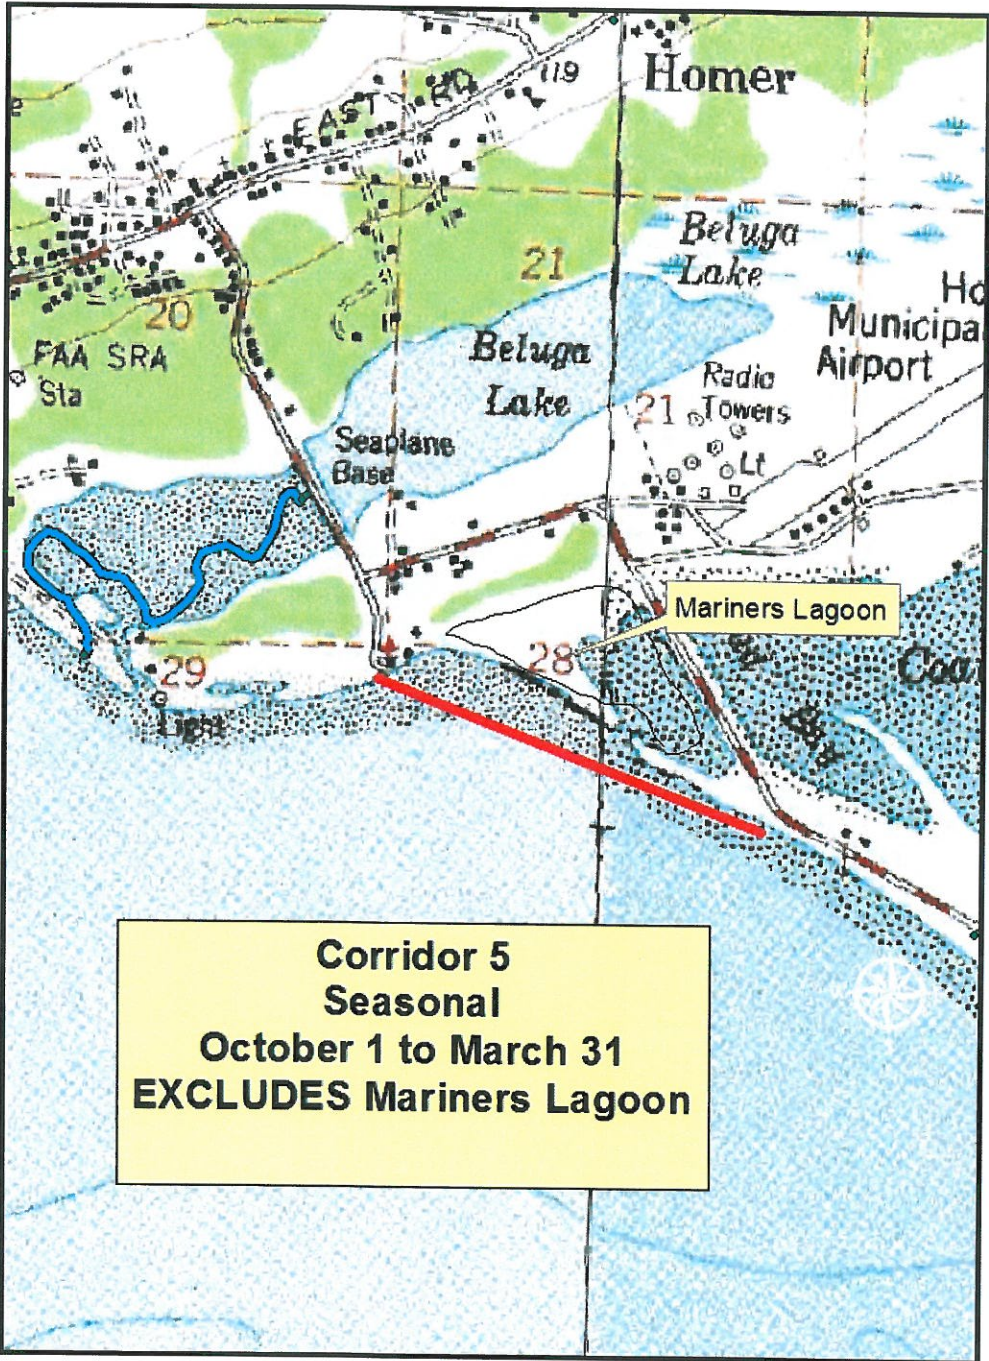 119
Homer
EAST RD
Beluga
Lake
21
20
Ho
Municipa
Airport
FAA SRA
Sta
Beluga
Lake
Radio
Towers
21
Seaplane
Base
Lt
Mariners Lagoon
28
29
Light
Corridor 5
Seasonal
October 1 to March 31
EXCLUDES Mariners Lagoon